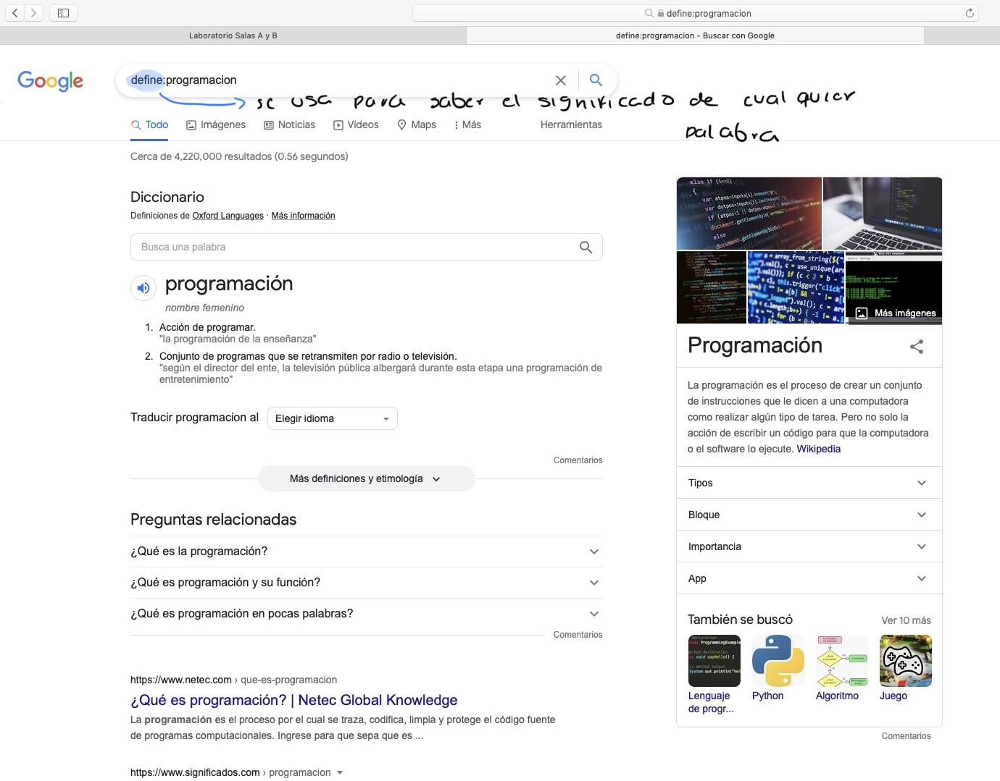 define:programacion
Laboratorio Salas A y B
define:programacion - Buscar con Google
Google
define:programacion
se usa para saber el significado de cualquier
palabra
Todo Imágenes Noticias Vídeos Maps Más Herramientas
Cerca de 4,220,000 resultados (0.56 segundos)
Diccionario
Definiciones de Oxford Languages · Más información
Busca una palabra
programación
nombre femenino
1. Acción de programar.
"la programación de la enseñanza"
2. Conjunto de programas que se retransmiten por radio o televisión.
"según el director del ente, la televisión pública albergará durante esta etapa una programación de
entretenimiento"
Traducir programacion al Elegir idioma
Comentarios
Más definiciones y etimología
Preguntas relacionadas
¿Qué es la programación?
¿Qué es programación y su función?
¿Qué es programación en pocas palabras?
Comentarios
https://www.netec.com › que-es-programacion
¿Qué es programación? | Netec Global Knowledge
La programación es el proceso por el cual se traza, codifica, limpia y protege el código fuente
de programas computacionales. Ingrese para que sepa que es ...
https://www.significados.com › programacion
Más imágenes
Programación
La programación es el proceso de crear un conjunto
de instrucciones que le dicen a una computadora
como realizar algún tipo de tarea. Pero no solo la
acción de escribir un código para que la computadora
o el software lo ejecute. Wikipedia
Tipos
Bloque
Importancia
App
También se buscó Ver 10 más
Lenguaje
de progr...
Python
Algoritmo
Juego
Comentarios